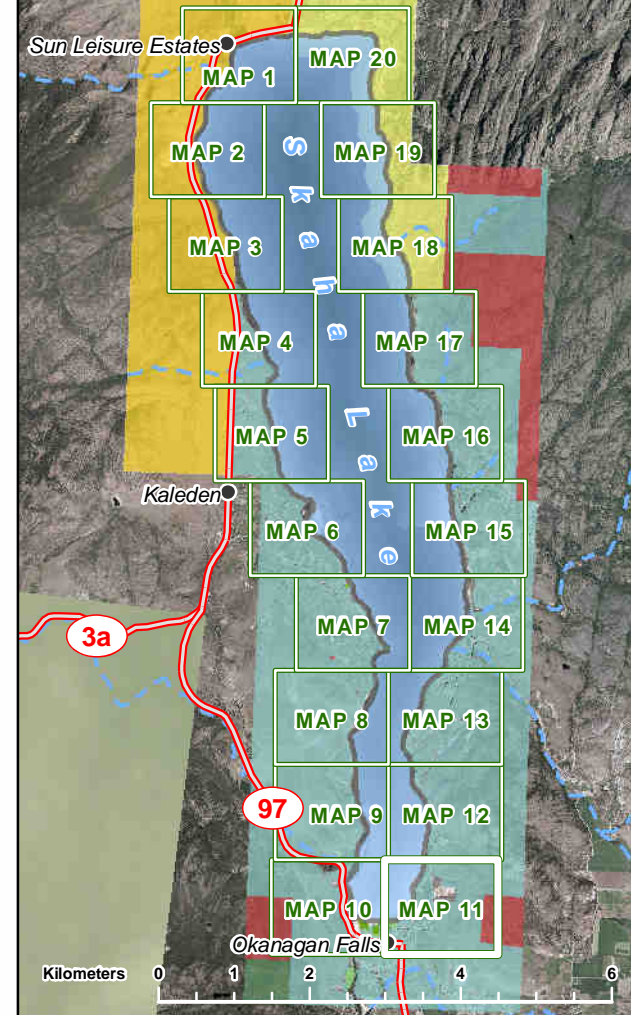 Sun Leisure Estates
MAP 1
MAP 20
MAP 2
MAP 19
MAP 3
MAP 18
MAP 4
MAP 17
MAP 5
MAP 16
Skaha Lake
Kaleden
MAP 6
MAP 15
3a
MAP 7
MAP 14
MAP 8
MAP 13
97
MAP 9
MAP 12
MAP 10
MAP 11
Okanagan Falls
Kilometers 0 1 2 4 6